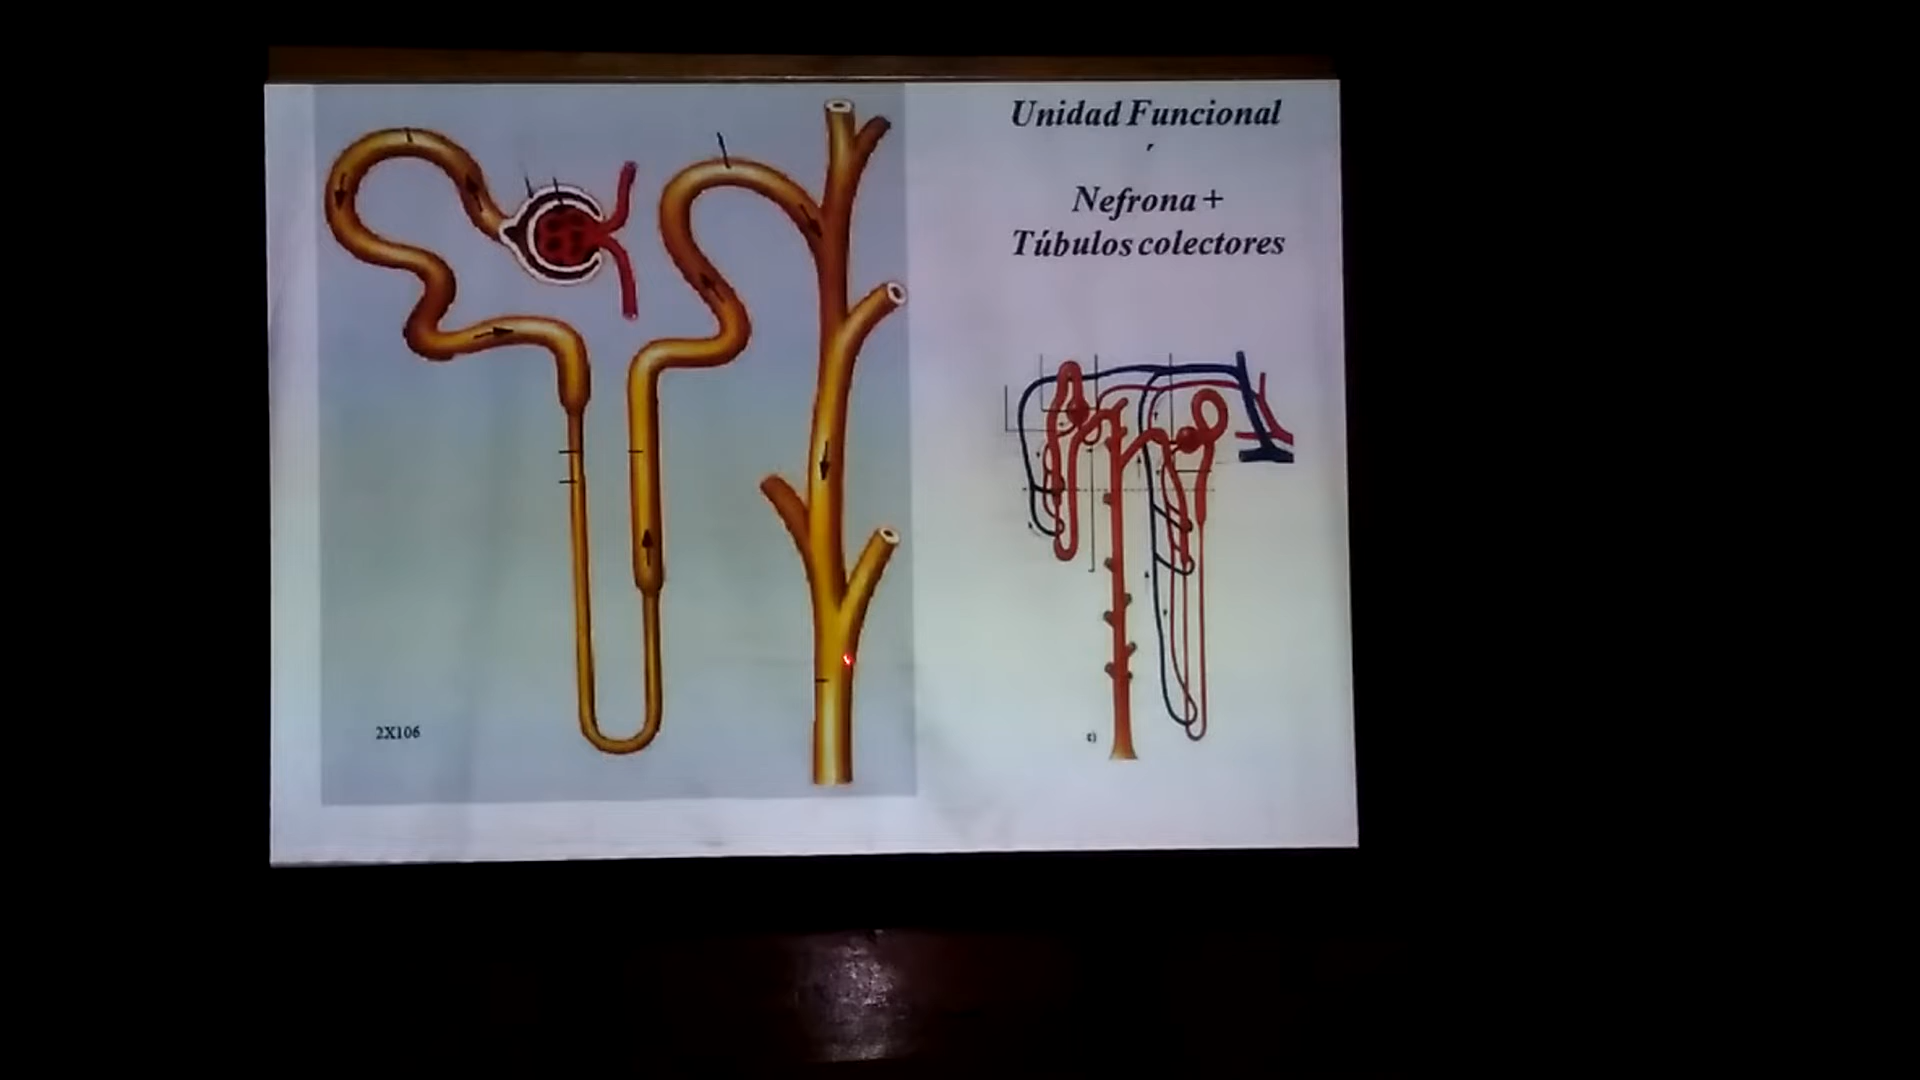 Unidad Funcional
Nefrona +
Túbulos colectores
2X106
c)